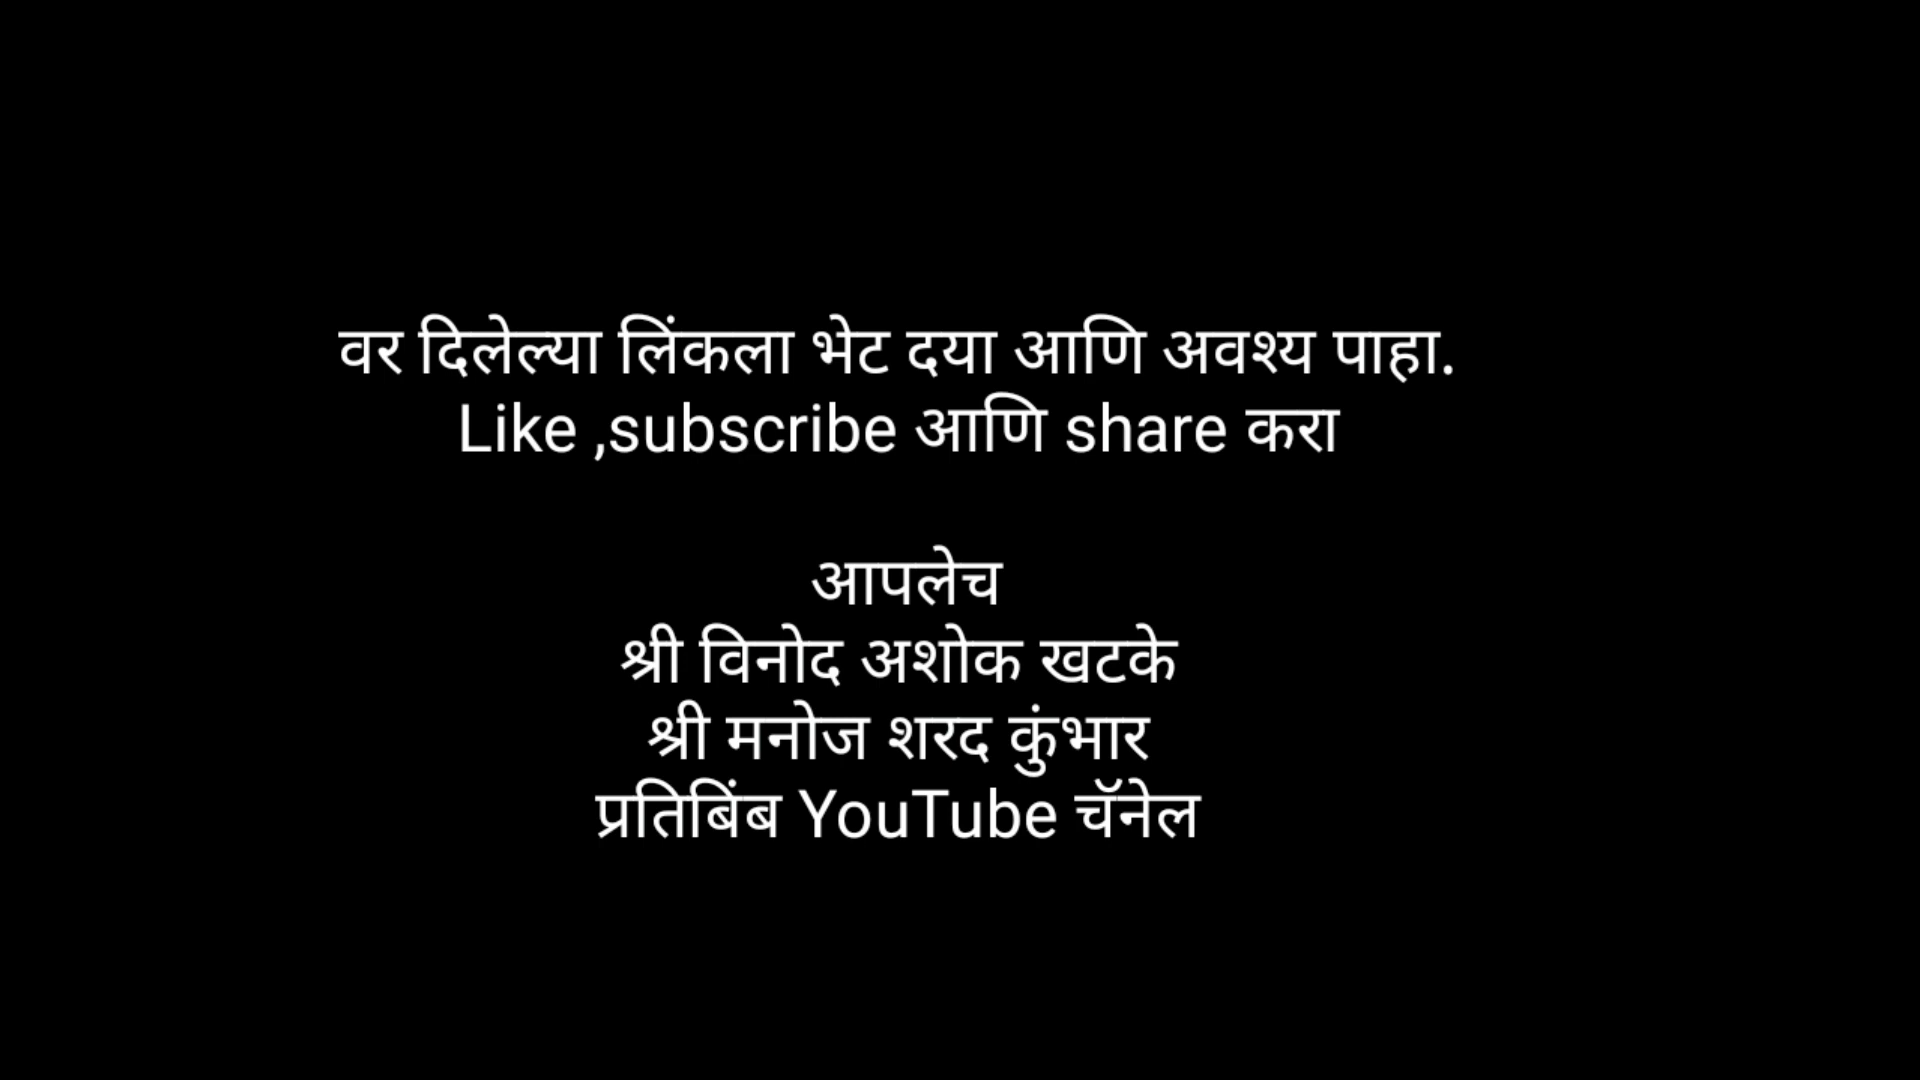 वर दिलेल्या लिंकला भेट दया आणि अवश्य पाहा.
Like ,subscribe आणि share करा
आपलेच
श्री विनोद अशोक खटके
श्री मनोज शरद कुंभार
प्रतिबिंब YouTube चॅनेल